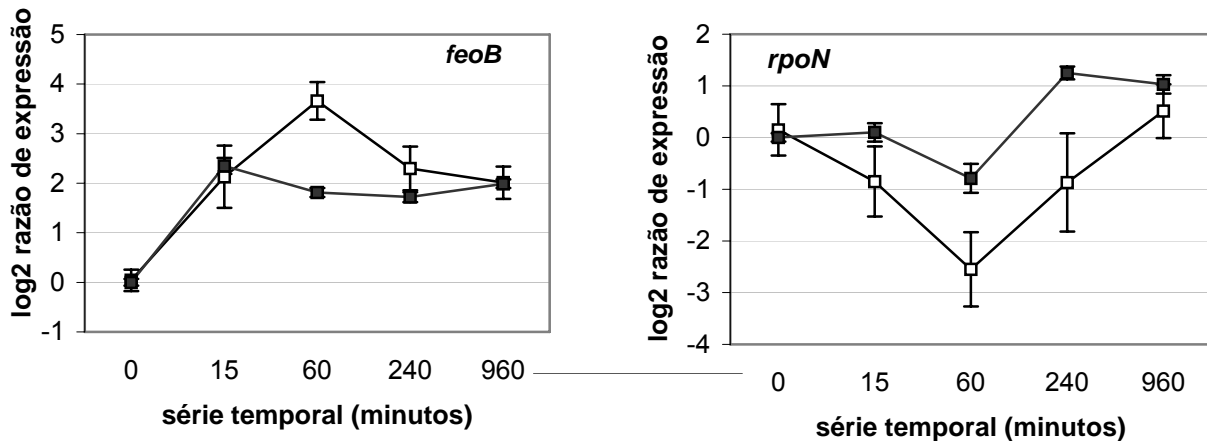 feoB
log2 razão de expressão
5
4
3
2
1
0
-1
0 15 60 240 960
série temporal (minutos)
rpoN
log2 razão de expressão
2
1
0
-1
-2
-3
-4
0 15 60 240 960
série temporal (minutos)